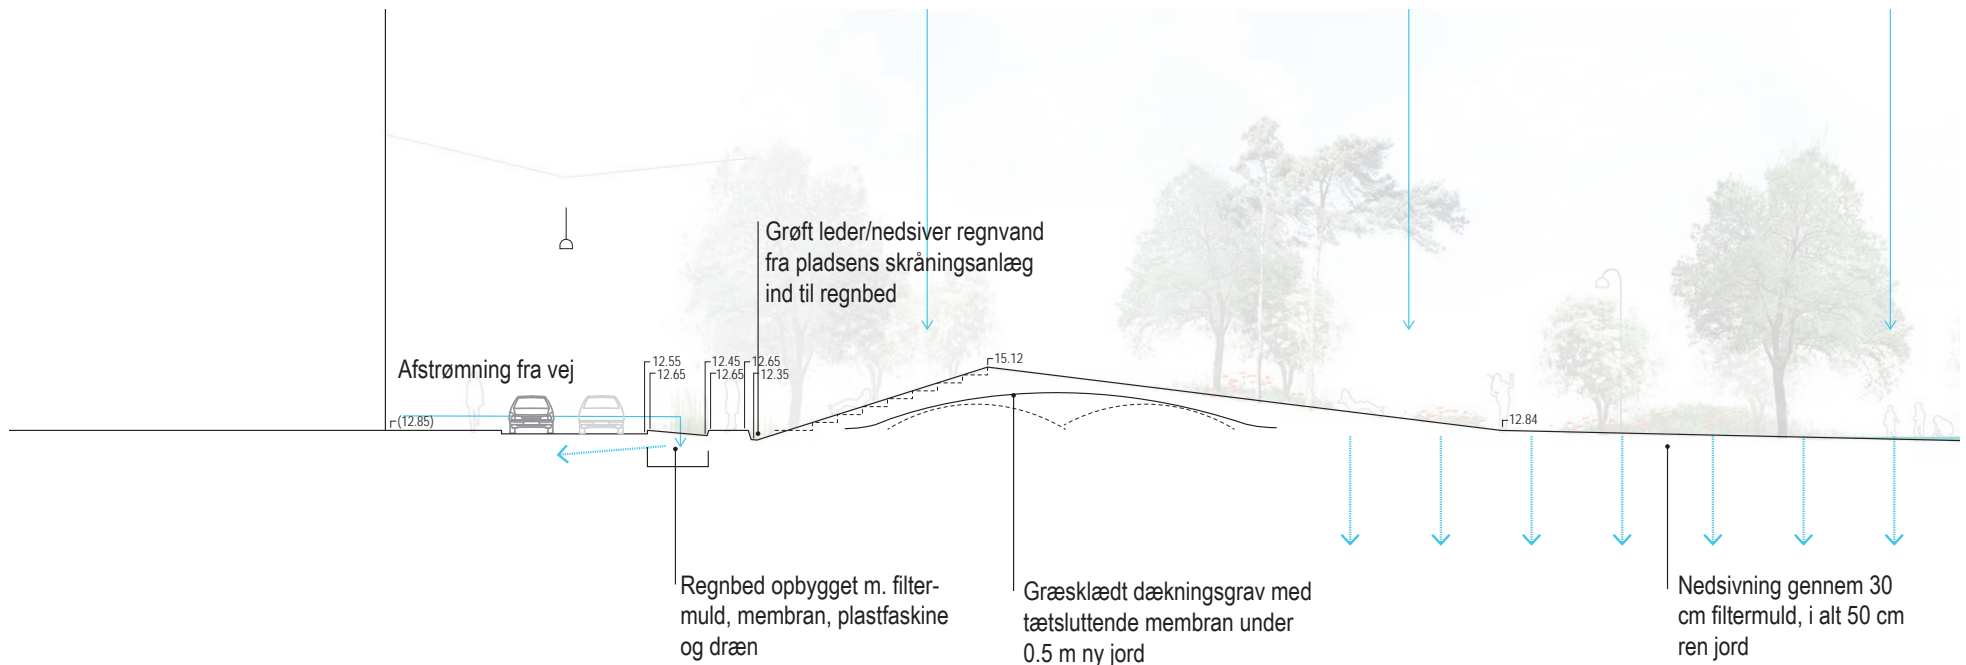 Grøft leder/nedsiver regnvand
fra pladsens skråningsanlæg
ind til regnbed
Afstrømning fra vej
12.55
12.65
12.45
12.65
12.65
12.35
15.12
(12.85)
12.84
Regnbed opbygget m. filter-
muld, membran, plastfaskine
og dræn
Græsklædt dækningsgrav med
tætsluttende membran under
0.5 m ny jord
Nedsivning gennem 30
cm filtermuld, i alt 50 cm
ren jord